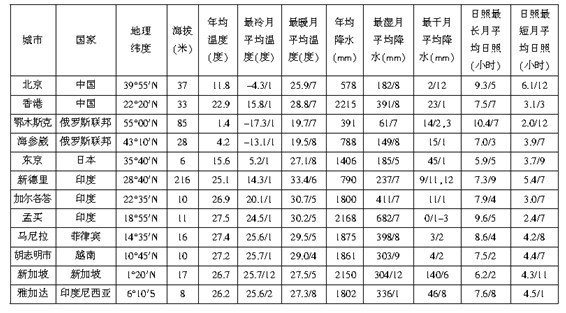 城市 国家 地理纬度 海拔(米) 年均温度(度) 最冷月平均温度(度) 最暖月平均温度(度) 年均降水(mm) 最湿月平均降水(mm) 最干月平均降水(mm) 日照最长月平均日照(小时) 日照最短月平均日照(小时)
北京 中国 39°55′N 37 11.8 -4.3/1 25.9/7 578 182/8 2/12 9.3/5 6.1/12
香港 中国 22°20′N 33 22.9 15.8/1 28.8/7 2215 391/8 23/1 7.5/7 3.1/3
鄂木斯克 俄罗斯联邦 55°00′N 85 1.4 -17.3/1 19.7/7 391 61/7 14/2,3 10.4/7 2.0/12
海参崴 俄罗斯联邦 43°10′N 28 4.2 -13.1/1 19.5/8 788 149/8 15/1 7.0/3 3.9/7
东京 日本 35°40′N 6 15.6 5.2/1 27.1/8 1406 185/5 45/1 5.9/5 3.7/9
新德里 印度 28°40′N 216 25.1 14.3/1 33.4/6 790 237/7 9/11,12 7.3/9 5.4/7
加尔各答 印度 22°35′N 10 26.9 20.1/1 30.7/5 1800 411/7 11/1 7.9/4 3.0/7
孟买 印度 18°55′N 11 27.5 24.5/1 30.2/5 2168 682/7 0/1-3 9.6/5 2.4/7
马尼拉 菲律宾 14°35′N 16 27.4 25.6/1 29.5/5 1875 398/8 3/2 8.6/4 4.2/8
胡志明市 越南 10°45′N 10 27.2 25.7/1 29.0/4 1861 303/9 4/2 7.5/2 4.4/7
新加坡 新加坡 1°20′N 17 26.7 25.7/12 27.5/5 2150 304/12 140/6 6.2/2 4.3/11
雅加达 印度尼西亚 6°10′S 8 26.2 25.6/2 27.3/8 1802 336/1 46/8 7.6/8 4.5/1